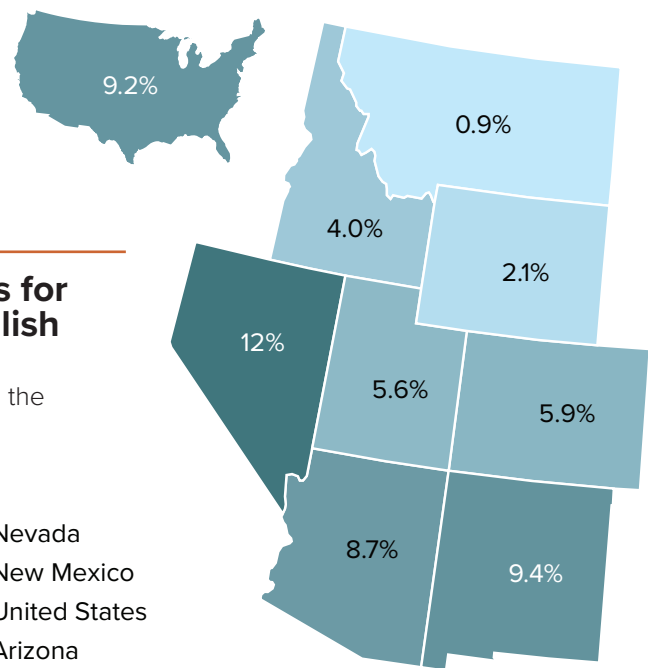 9.2%
0.9%
4.0%
2.1%
s for
lish
12%
the
5.6%
5.9%
Nevada
8.7%
New Mexico
9.4%
United States
Arizona